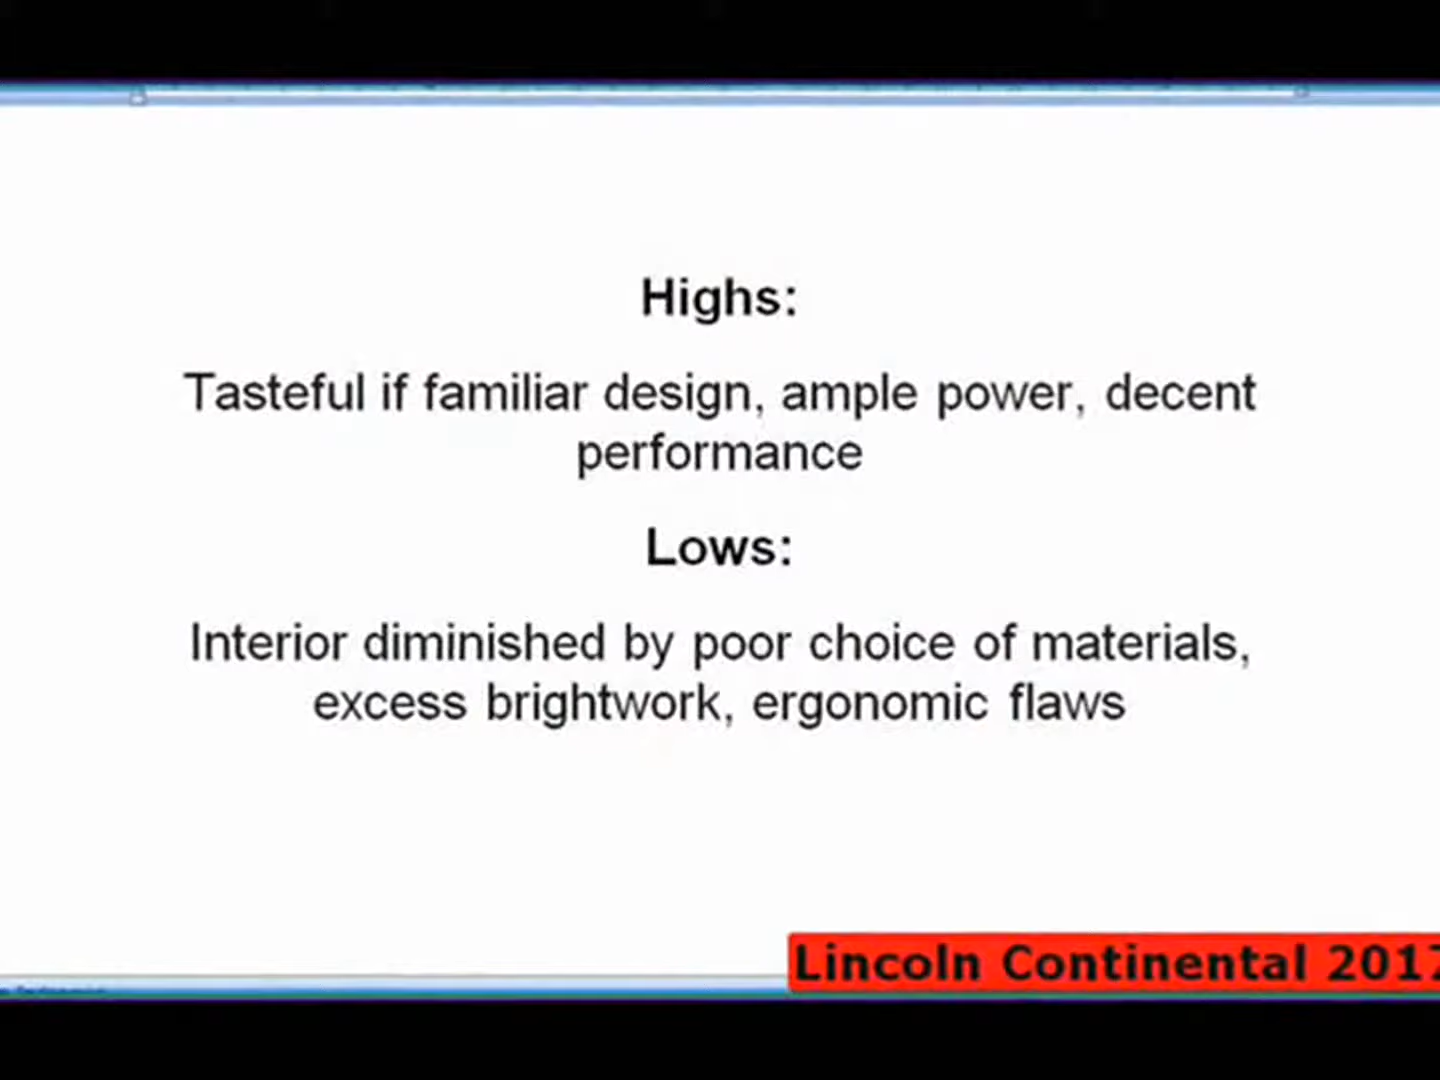 Highs:
Tasteful if familiar design, ample power, decent
performance
Lows:
Interior diminished by poor choice of materials,
excess brightwork, ergonomic flaws
Lincoln Continental 2017